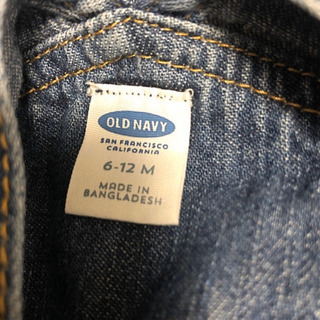 OLD NAVY
SAN FRANCISCO
CALIFORNIA
6-12 M
MADE IN
BANGLADESH